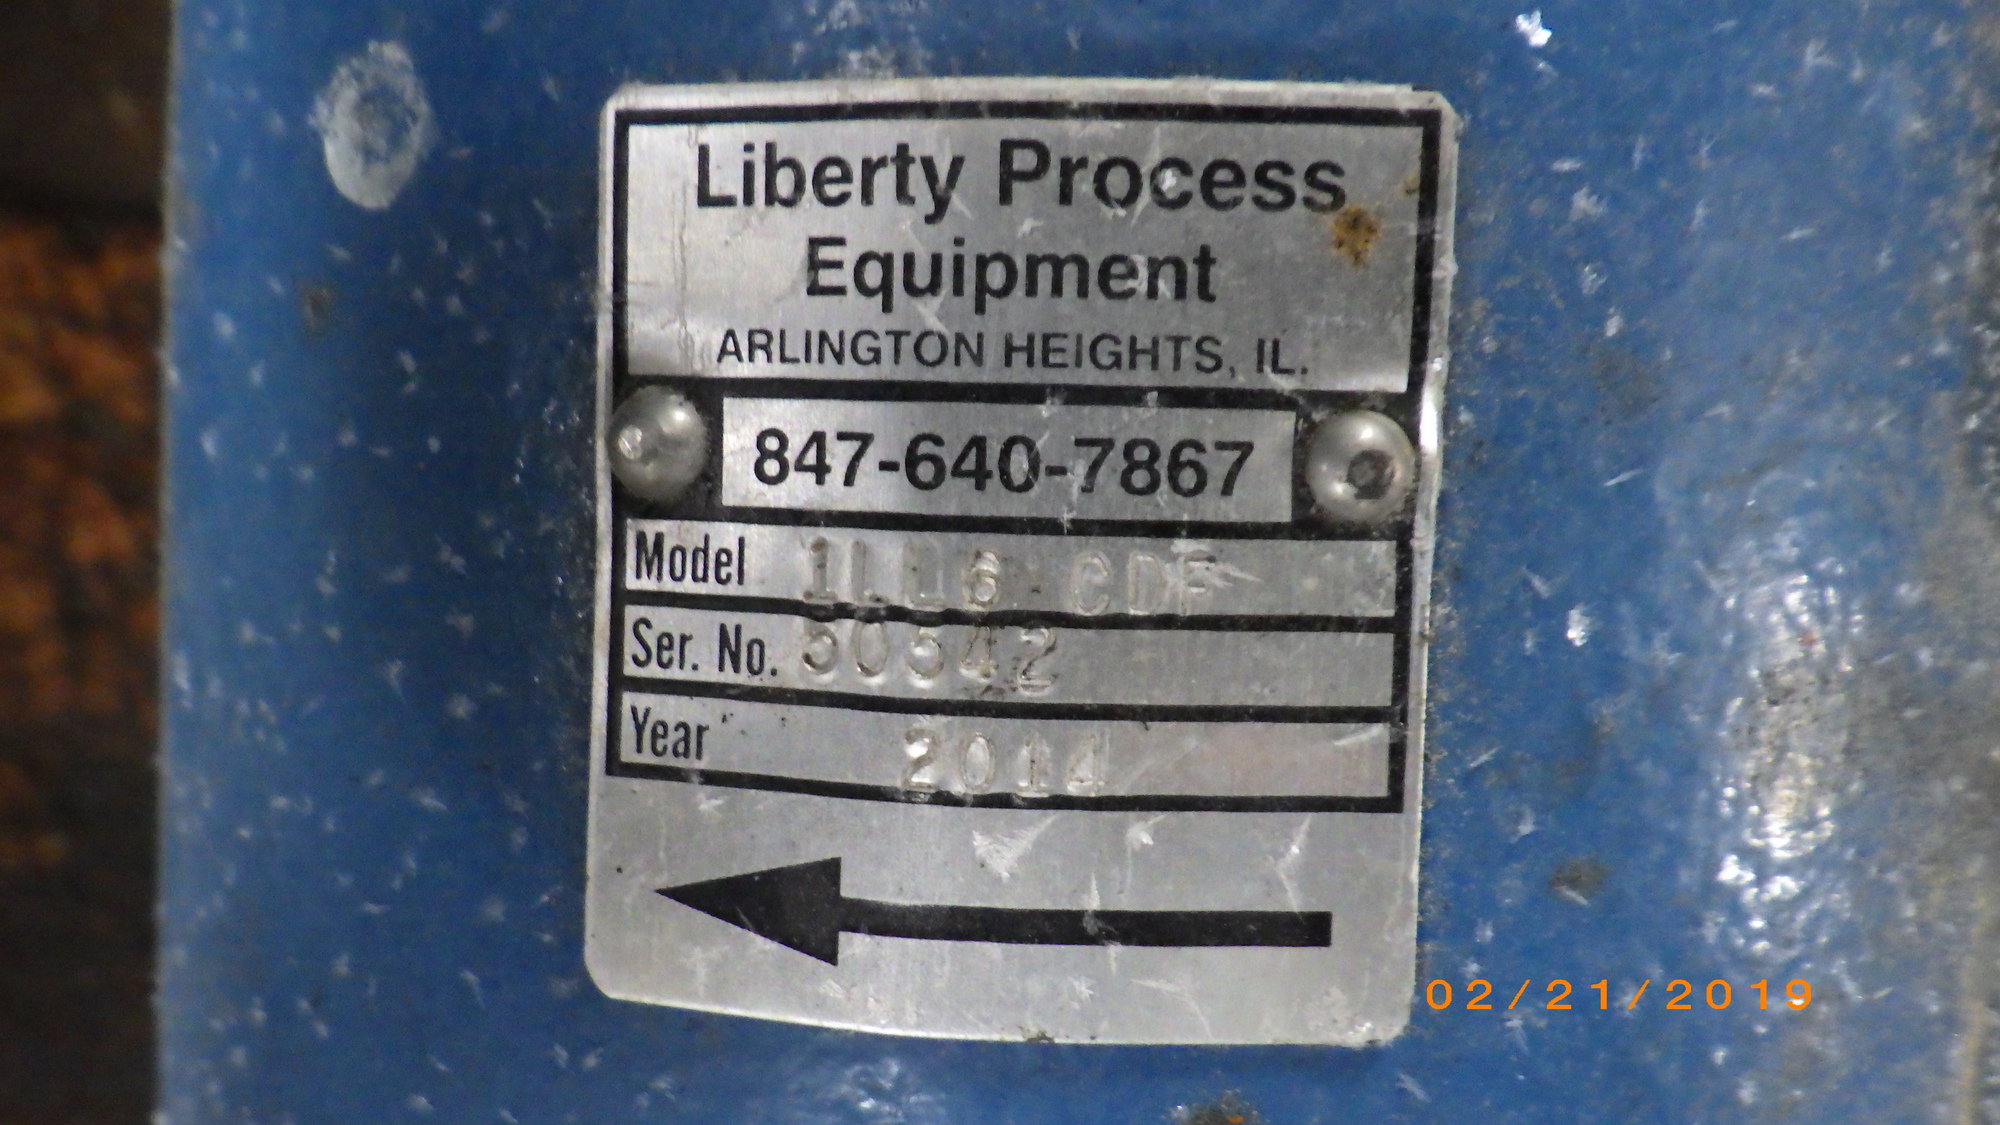 Liberty Process
Equipment
ARLINGTON HEIGHTS, IL.
847-640-7867
Model 1LL6 CDF
Ser. No. 50542
Year 2014
02/21/2019